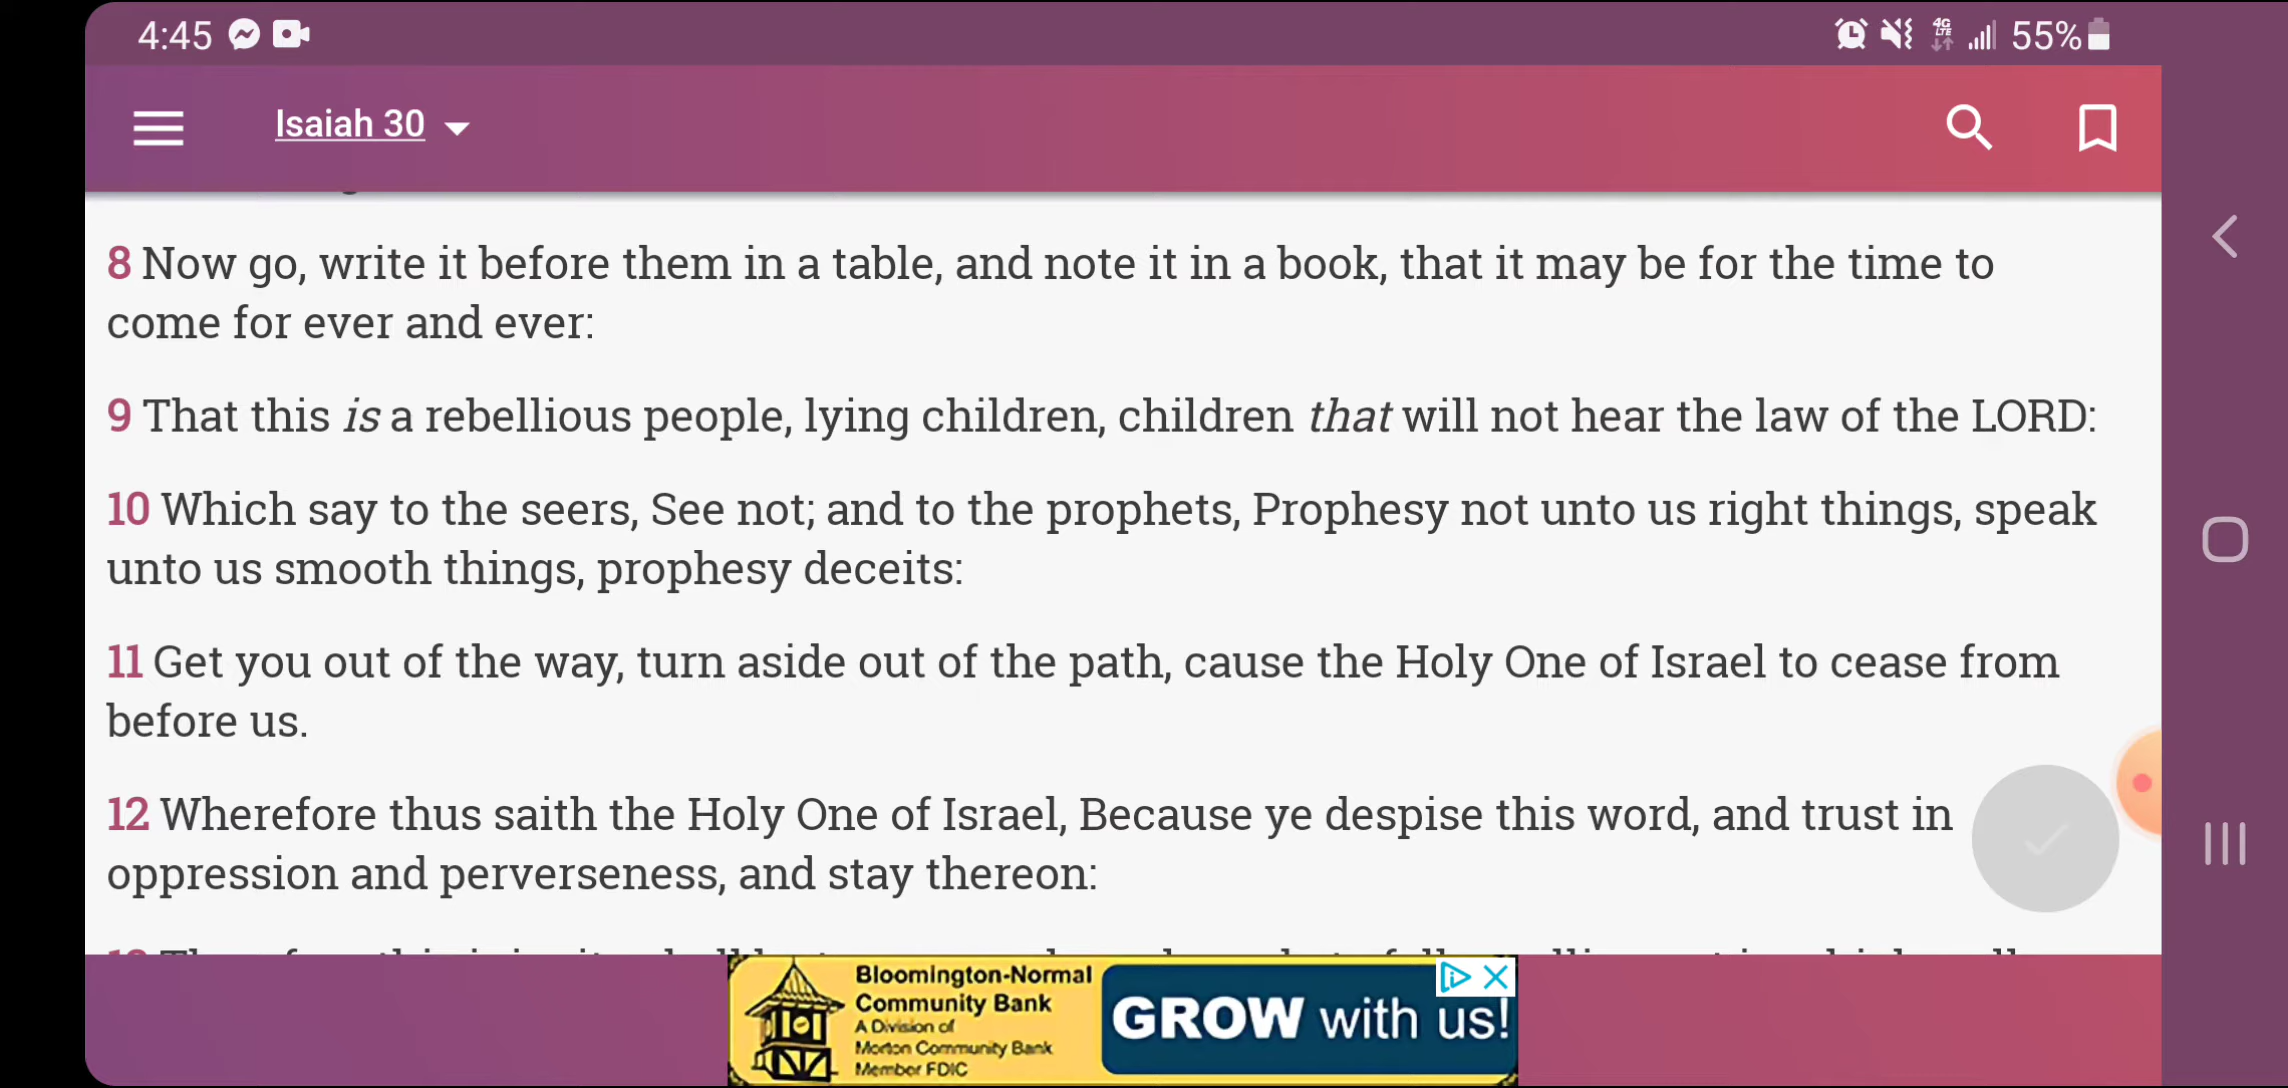 4:45
4G
LTE
55%
Isaiah 30
8 Now go, write it before them in a table, and note it in a book, that it may be for the time to
come for ever and ever:
9 That this is a rebellious people, lying children, children that will not hear the law of the LORD:
10 Which say to the seers, See not; and to the prophets, Prophesy not unto us right things, speak
unto us smooth things, prophesy deceits:
11 Get you out of the way, turn aside out of the path, cause the Holy One of Israel to cease from
before us.
12 Wherefore thus saith the Holy One of Israel, Because ye despise this word, and trust in
oppression and perverseness, and stay thereon:
Bloomington-Normal
Community Bank
A Division of
Morton Community Bank
Member FDIC
GROW with us!